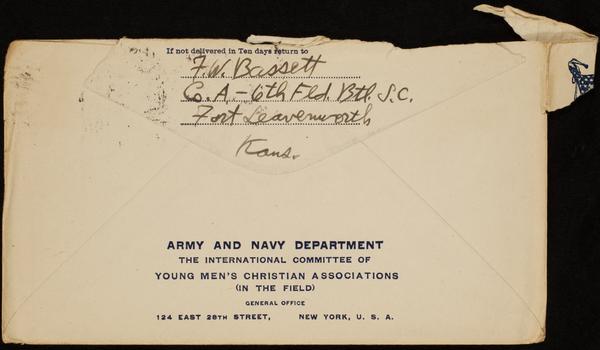 If not delivered in Ten days return to
F.W. Bassett
Co. A - 6th Fld. Btl. S.C.
Fort Leavenworth
Kans.
ARMY AND NAVY DEPARTMENT
THE INTERNATIONAL COMMITTEE OF
YOUNG MEN'S CHRISTIAN ASSOCIATIONS
(IN THE FIELD)
GENERAL OFFICE
124 EAST 28TH STREET, NEW YORK, U. S. A.